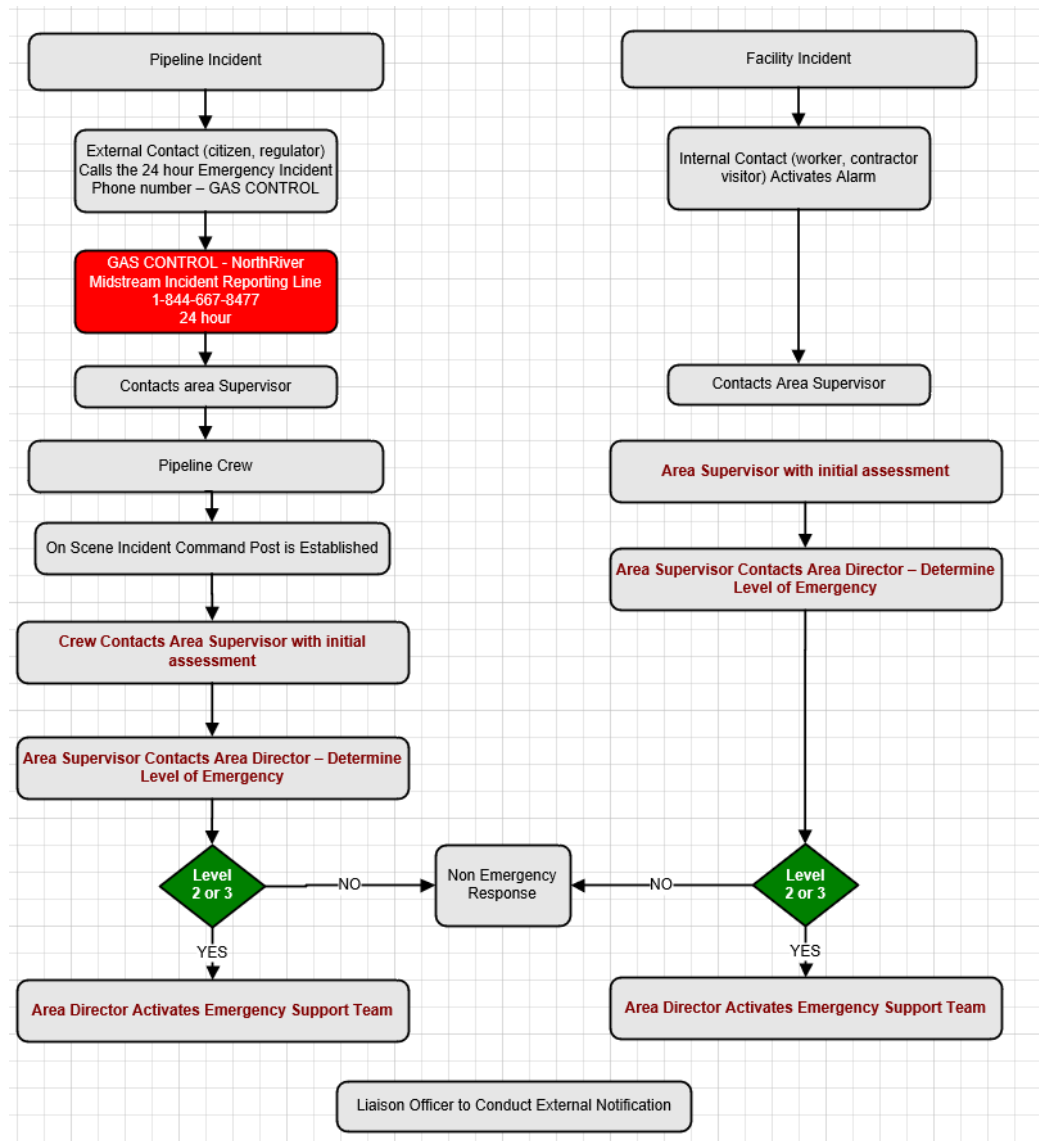 Pipeline Incident
External Contact (citizen, regulator)
Calls the 24 hour Emergency Incident
Phone number – GAS CONTROL
GAS CONTROL - NorthRiver
Midstream Incident Reporting Line
1-844-667-8477
24 hour
Contacts area Supervisor
Pipeline Crew
On Scene Incident Command Post is Established
Crew Contacts Area Supervisor with initial
assessment
Area Supervisor Contacts Area Director – Determine
Level of Emergency
Level
2 or 3
NO
YES
Area Director Activates Emergency Support Team
Non Emergency
Response
Facility Incident
Internal Contact (worker, contractor
visitor) Activates Alarm
Contacts Area Supervisor
Area Supervisor with initial assessment
Area Supervisor Contacts Area Director – Determine
Level of Emergency
Level
2 or 3
NO
YES
Area Director Activates Emergency Support Team
Liaison Officer to Conduct External Notification